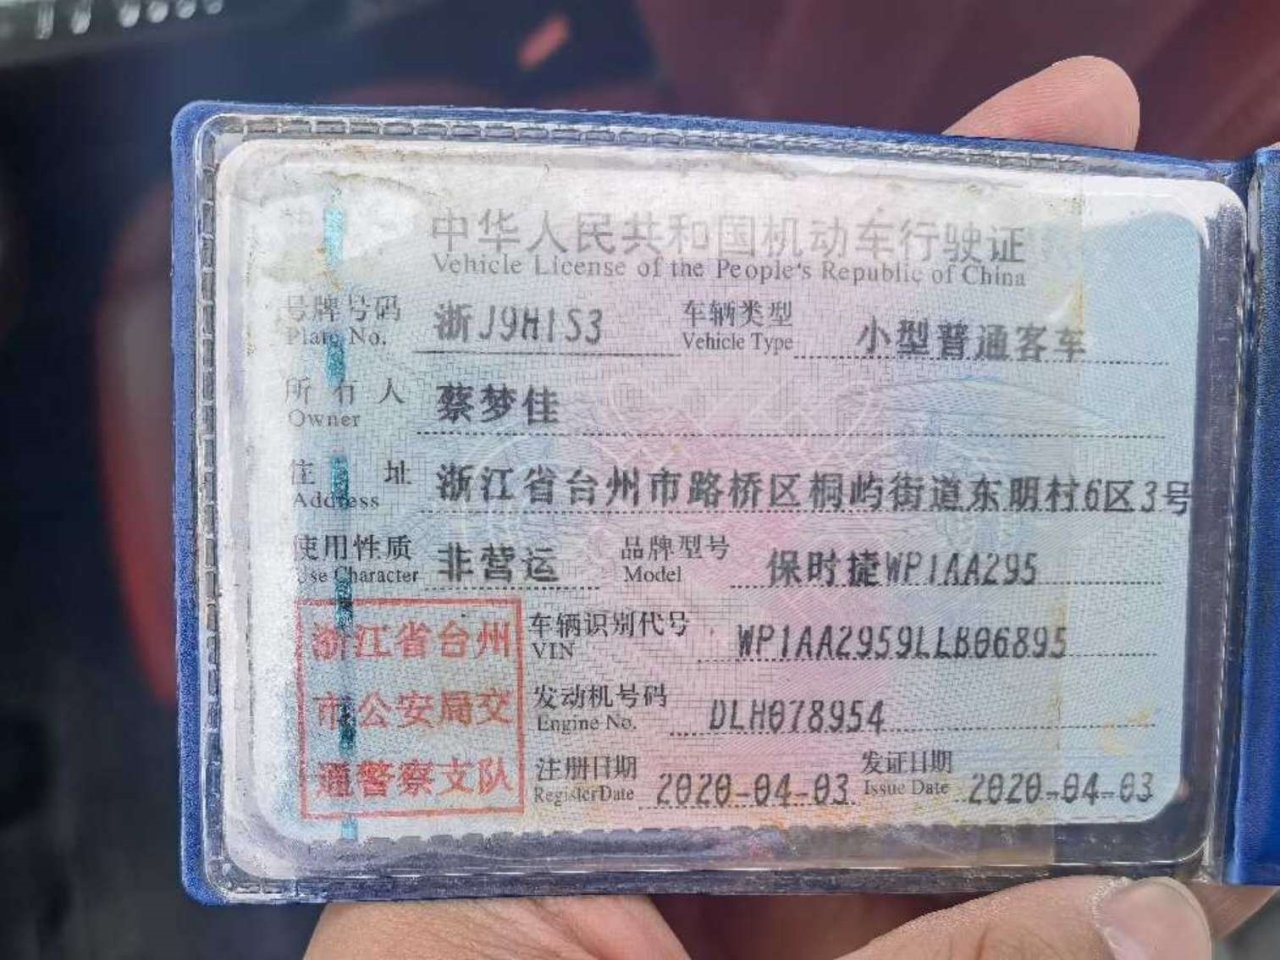 中华人民共和国机动车行驶证
Vehicle License of the People's Republic of China
号牌号码 浙J9H1S3 车辆类型 小型普通客车
Plate No. Vehicle Type
所有人 蔡梦佳
Owner
住址 浙江省台州市路桥区桐屿街道东明村6区3号
Address
使用性质 非营运 品牌型号 保时捷WP1AA295
Use Character Model
浙江省台州
市公安局交
通警察支队
车辆识别代号 WP1AA2959LLB06895
VIN
发动机号码 DLH078954
Engine No.
注册日期 2020-04-03 发证日期 2020-04-03
Register Date Issue Date